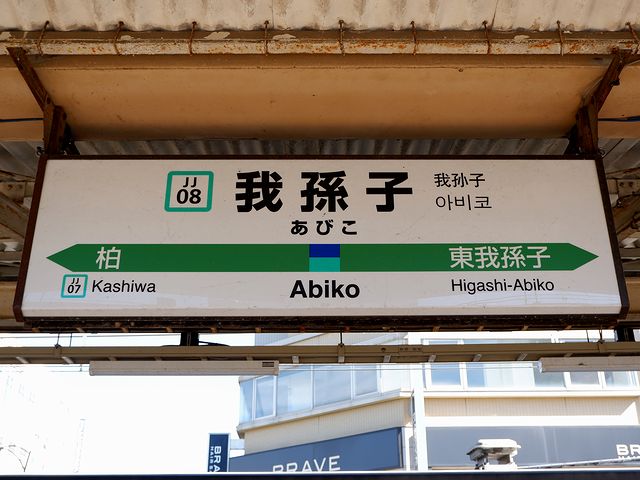 JJ
08
我孫子
我孙子
아비코
あびこ
柏
東我孫子
JJ
07
Kashiwa
Abiko
Higashi-Abiko
BRAVE